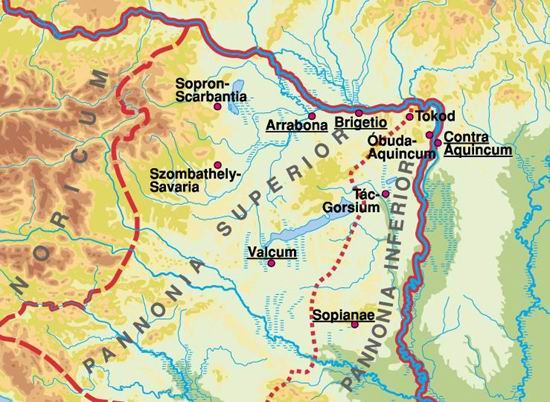 Sopron-
Scarbantia
Arrabona
Brigetio
Tokod
Óbuda-
Aquincum
Contra
Aquincum
Szombathely-
Savaria
Tác-
Gorsium
Valcum
Sopianae
NORICUM
PANNONIA SUPERIOR
PANNONIA INFERIOR